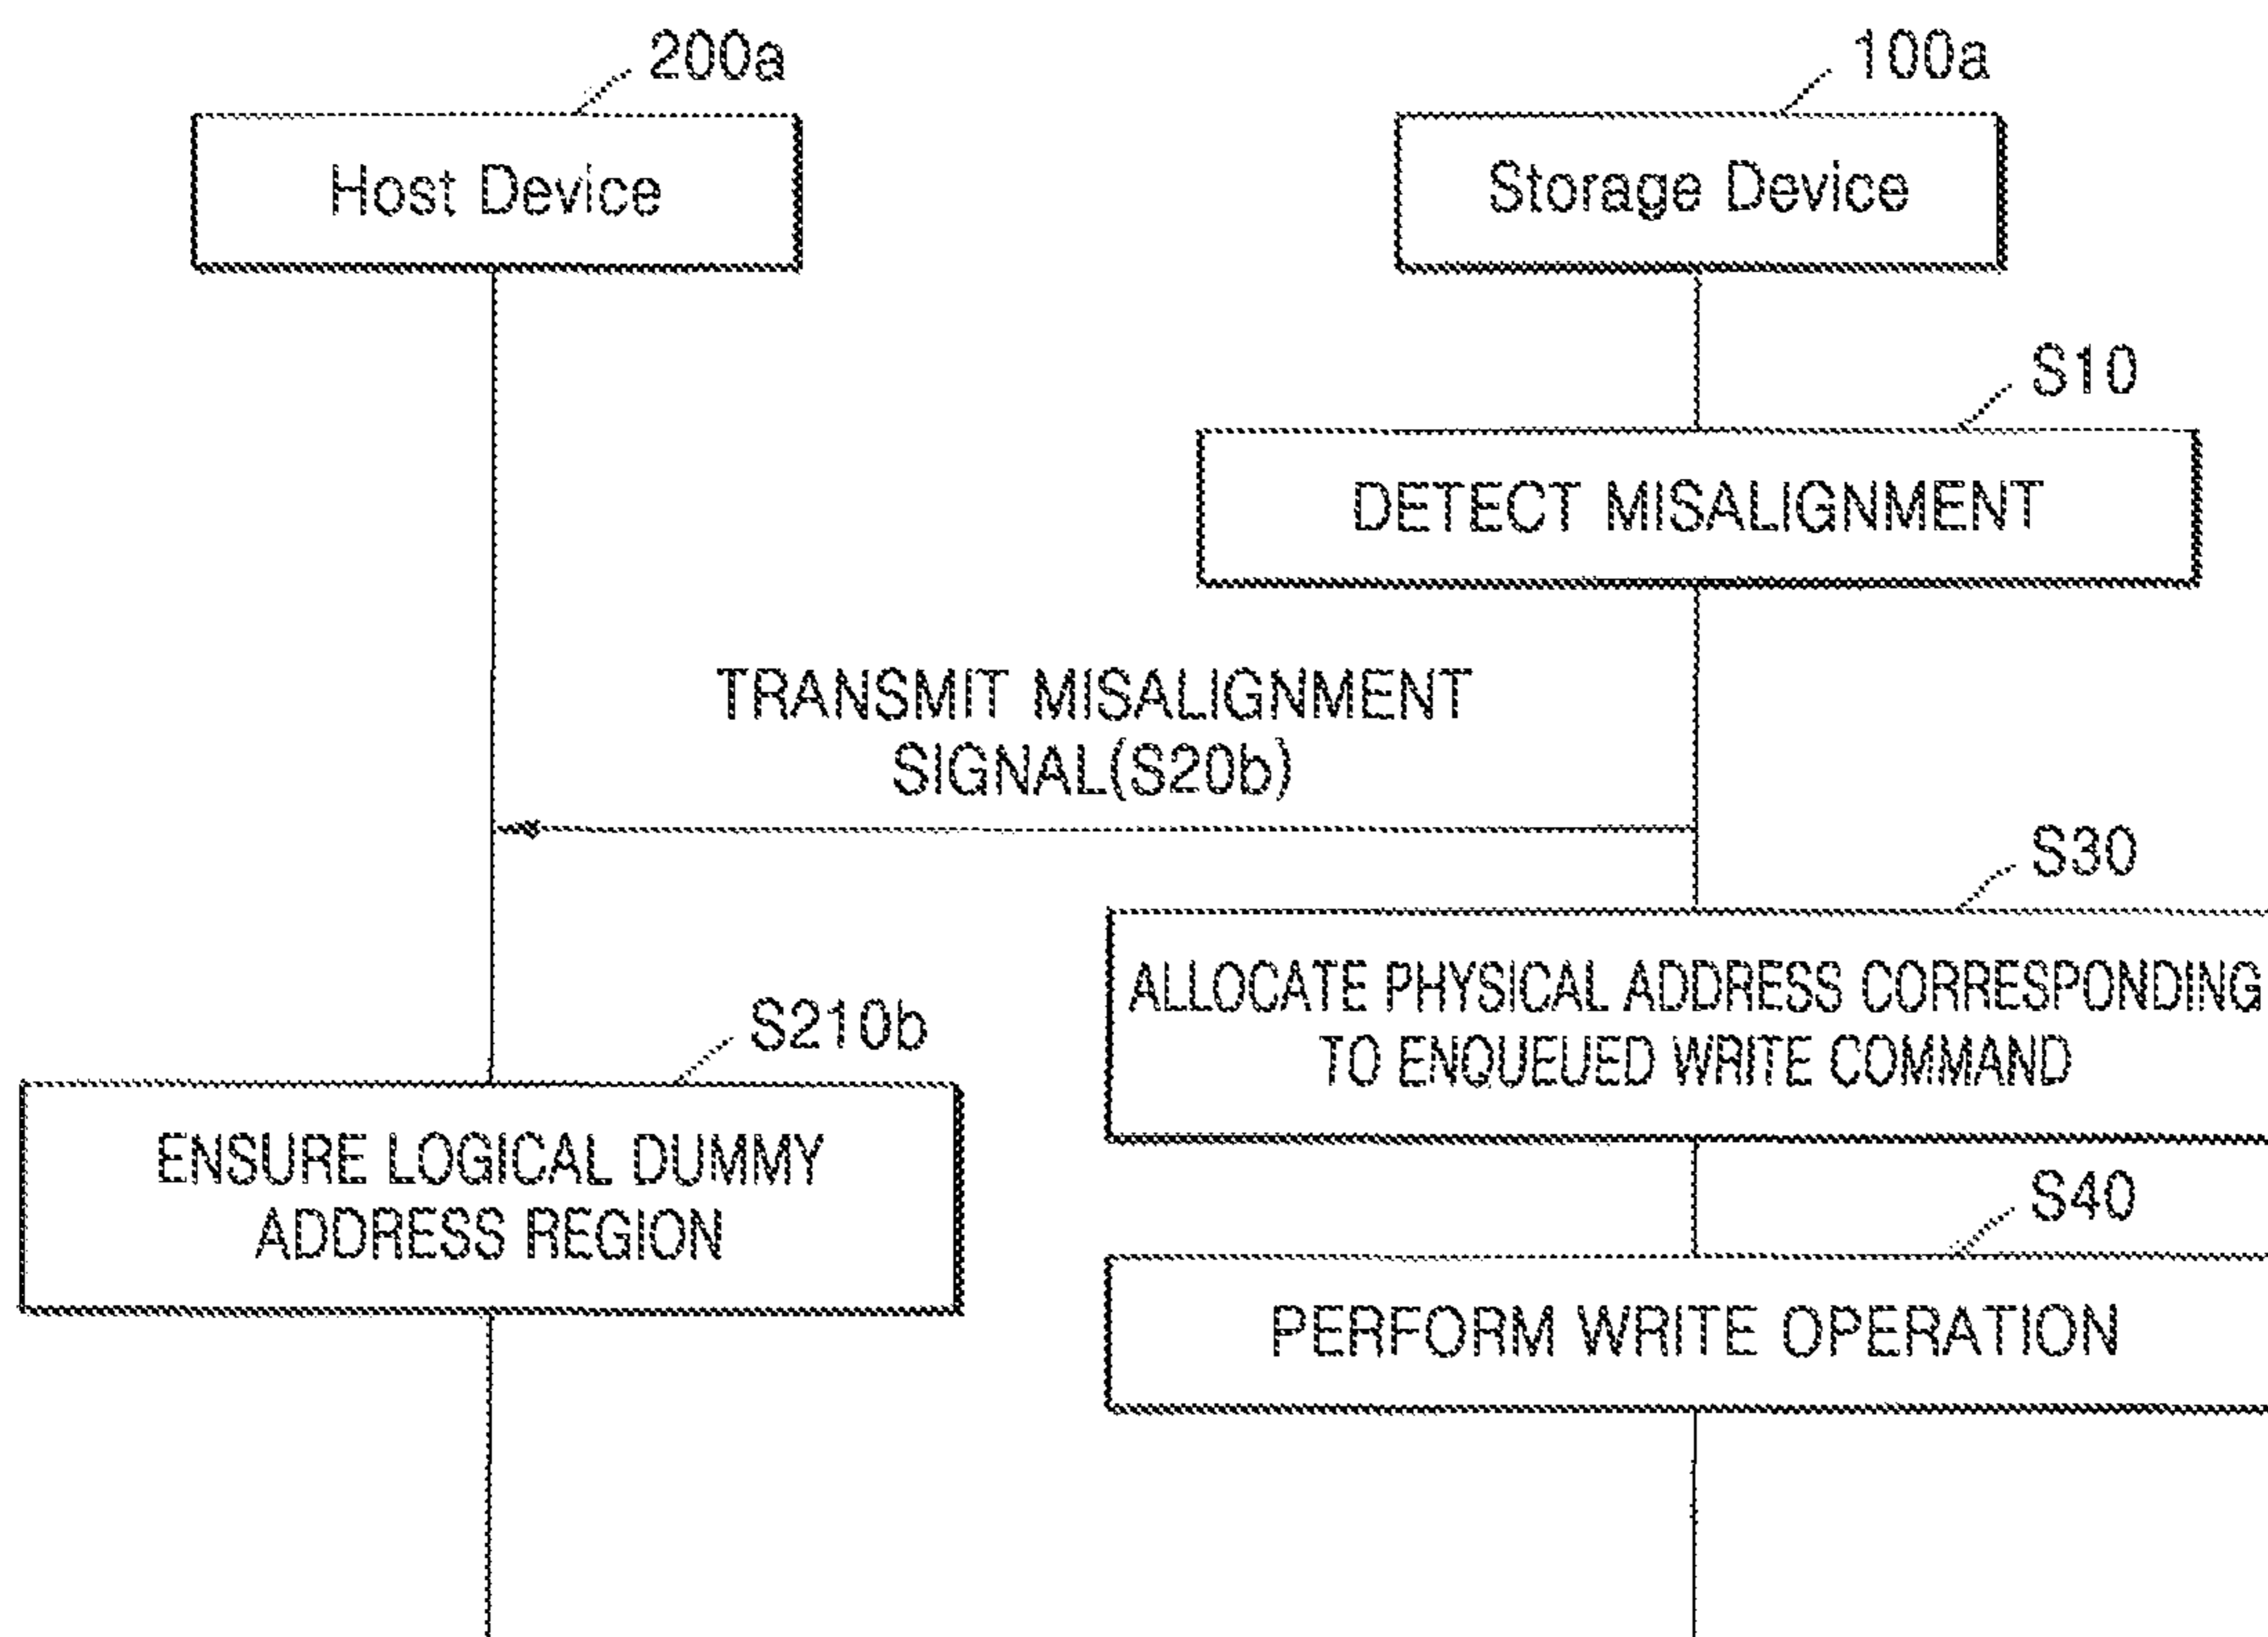 200a
100a
Host Device
Storage Device
S10
DETECT MISALIGNMENT
TRANSMIT MISALIGNMENT
SIGNAL(S20b)
S30
ALLOCATE PHYSICAL ADDRESS CORRESPONDING
TO ENQUEUED WRITE COMMAND
S210b
ENSURE LOGICAL DUMMY
ADDRESS REGION
S40
PERFORM WRITE OPERATION